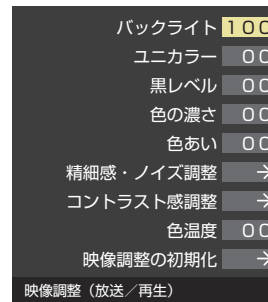 バックライト 100
ユニカラー 00
黒レベル 00
色の濃さ 00
色あい 00
精細感・ノイズ調整 →
コントラスト感調整 →
色温度 00
映像調整の初期化 →
映像調整（放送／再生）